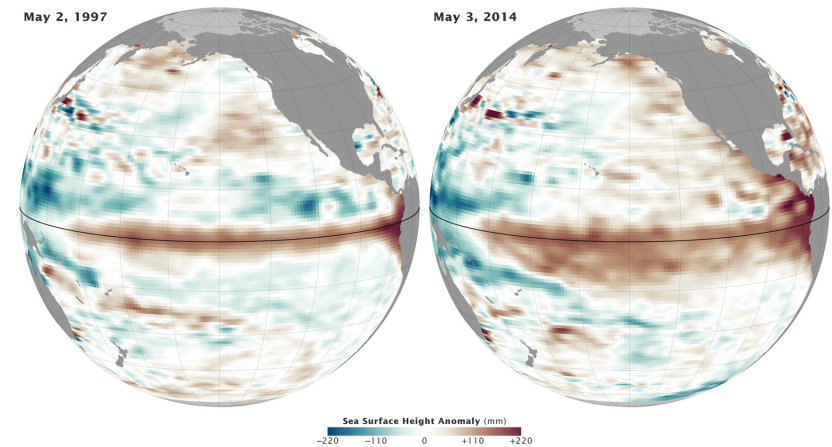 May 2, 1997
May 3, 2014
Sea Surface Height Anomaly (mm)
−220 −110 0 +110 +220